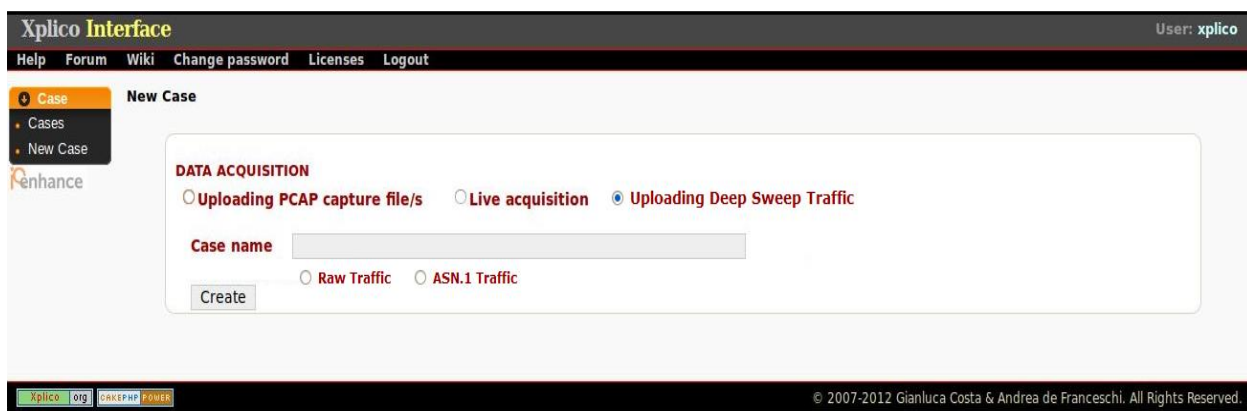 Xplico Interface
User: xplico
Help Forum Wiki Change password Licenses Logout
Case
Cases
New Case
enhance
New Case
DATA ACQUISITION
Uploading PCAP capture file/s Live acquisition Uploading Deep Sweep Traffic
Case name
Raw Traffic ASN.1 Traffic
Create
Xplico org CAKEPHP POWER
© 2007-2012 Gianluca Costa & Andrea de Franceschi. All Rights Reserved.